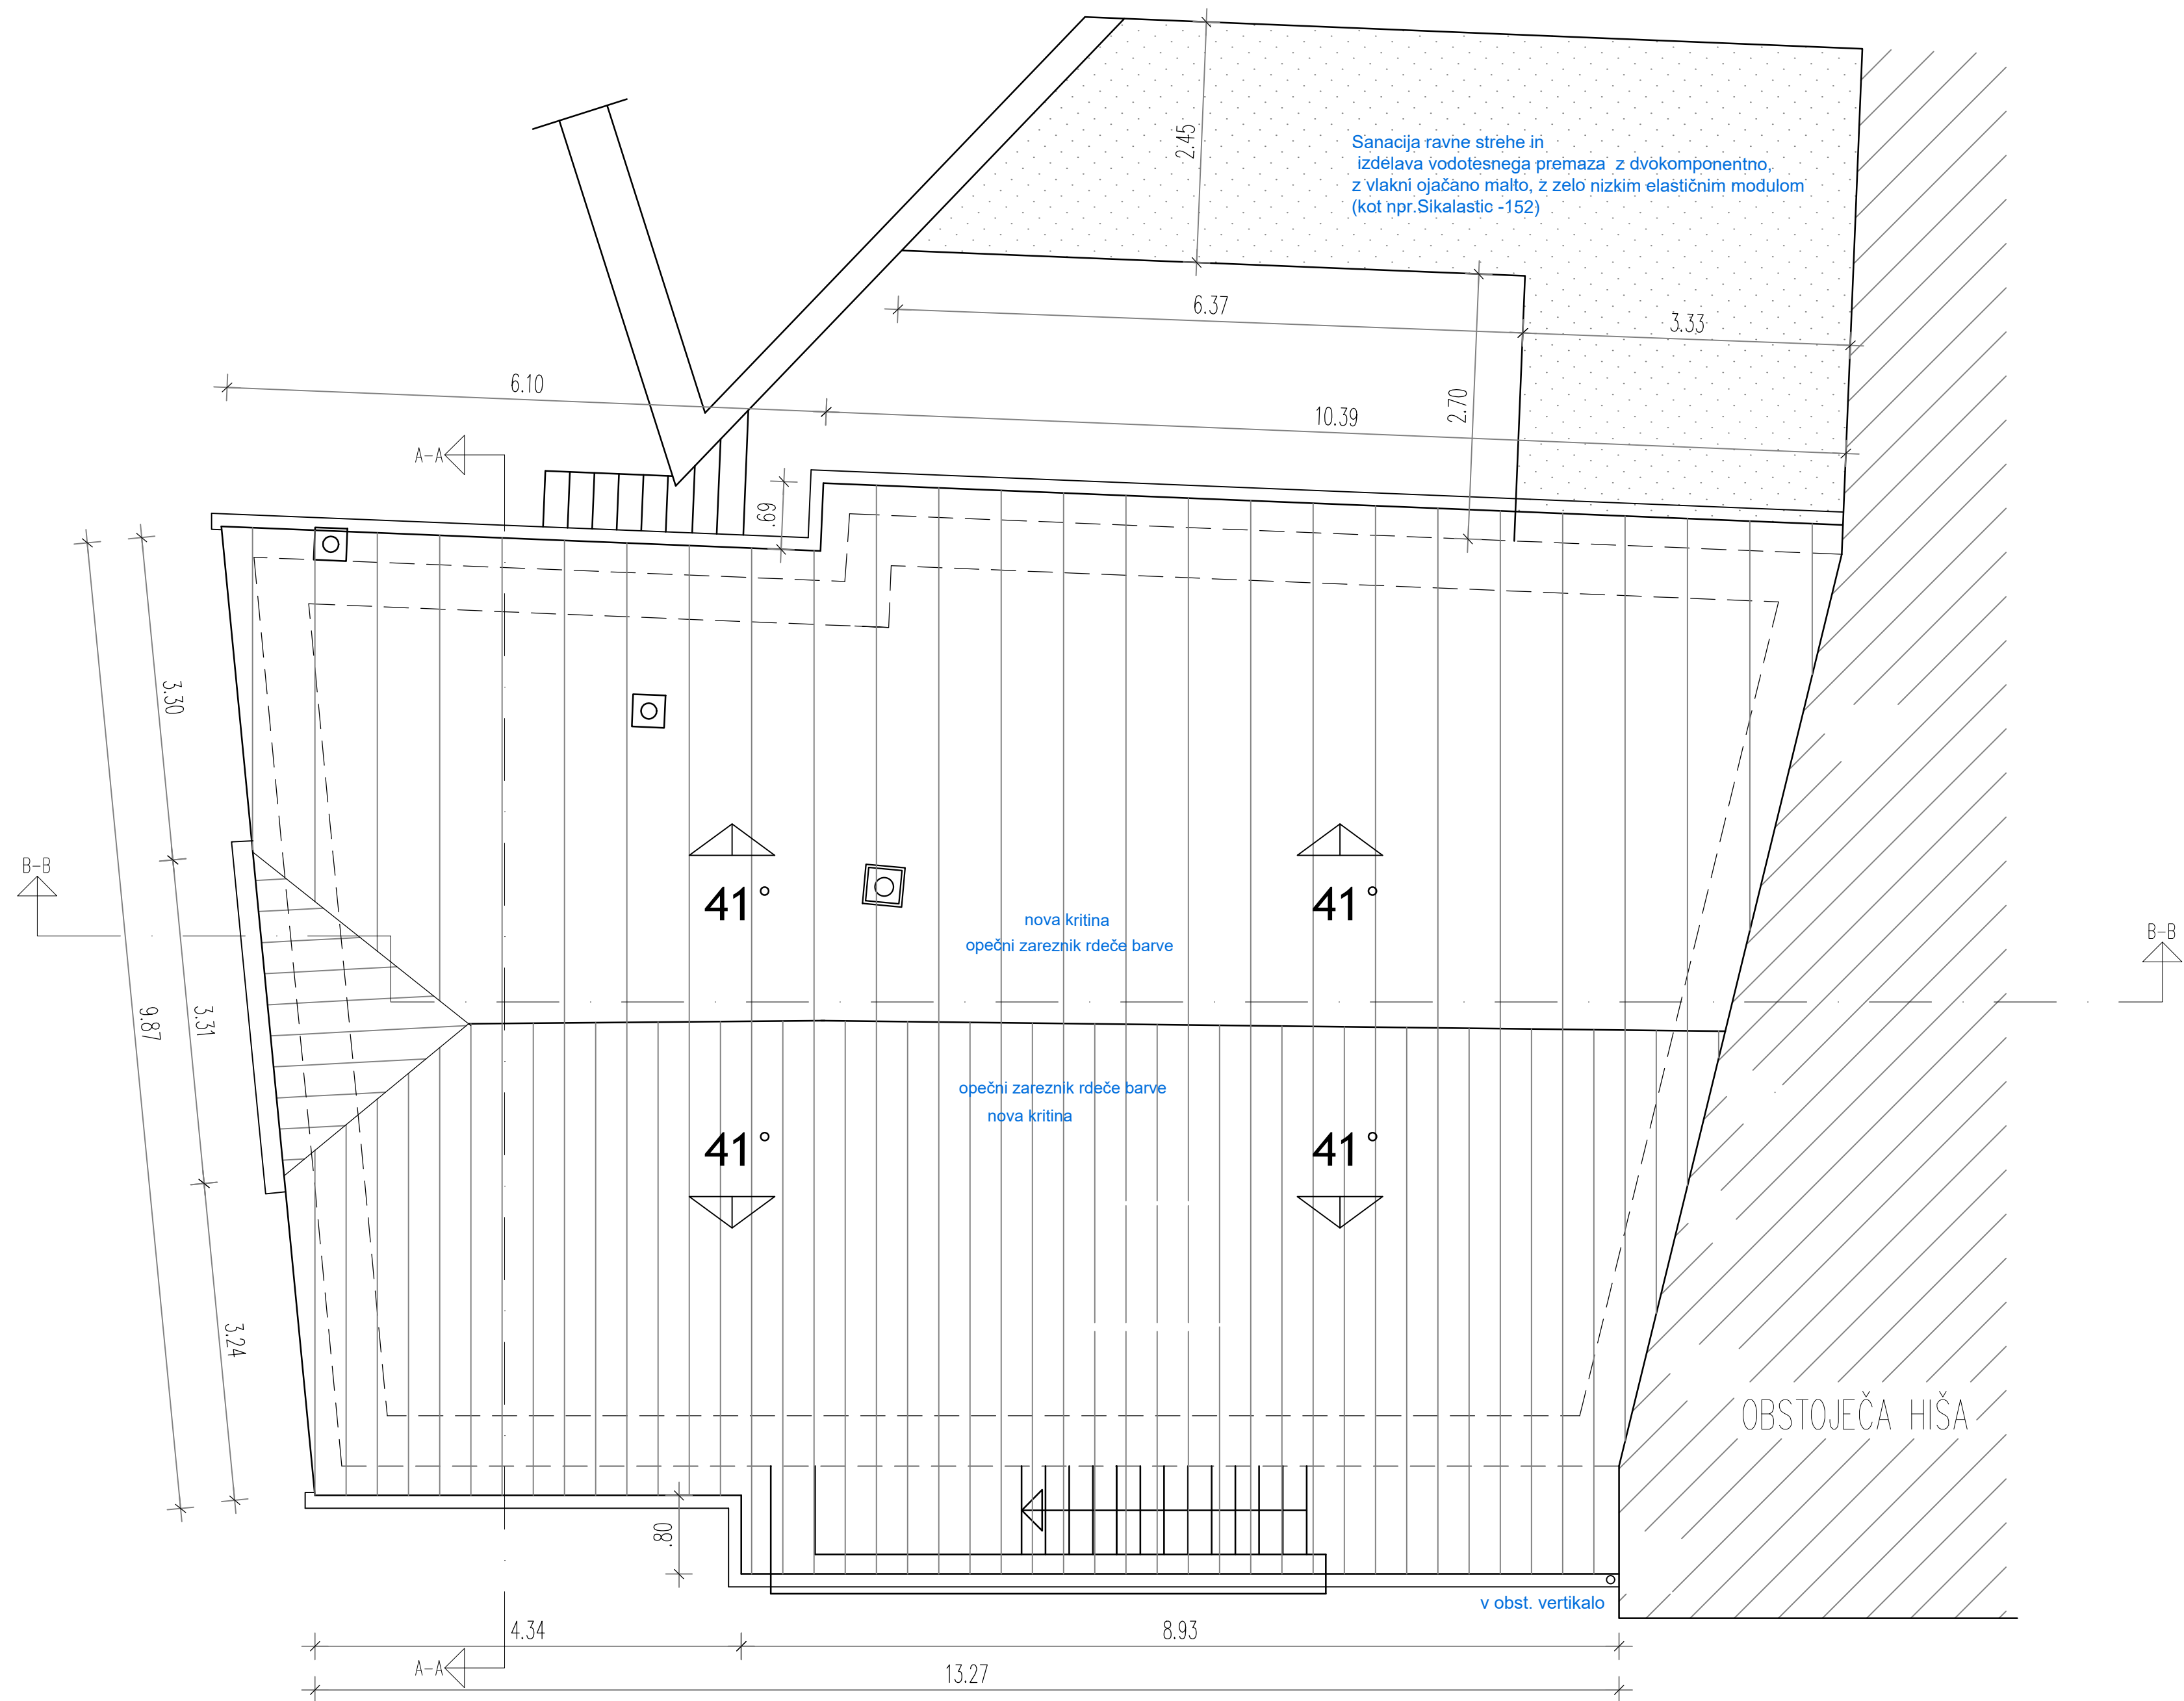 2.45
Sanacija ravne strehe in
izdelava vodotesnega premaza z dvokomponentno,
z vlakni ojačano malto, z zelo nizkim elastičnim modulom
(kot npr.Sikalastic -152)
6.37
3.33
6.10
10.39
2.70
A-A
.69
3.30
B-B
41°
41°
nova kritina
opečni zareznik rdeče barve
B-B
9.87
3.31
opečni zareznik rdeče barve
nova kritina
41°
41°
3.24
OBSTOJEČA HIŠA
.80
v obst. vertikalo
4.34
8.93
A-A
13.27